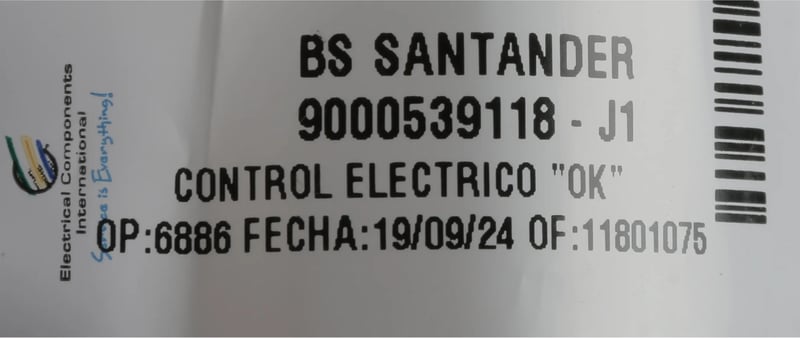 BS SANTANDER
9000539118 - J1
CONTROL ELECTRICO "OK"
OP:6886 FECHA:19/09/24 OF:11801075
Electrical Components
International
Service is Everything!